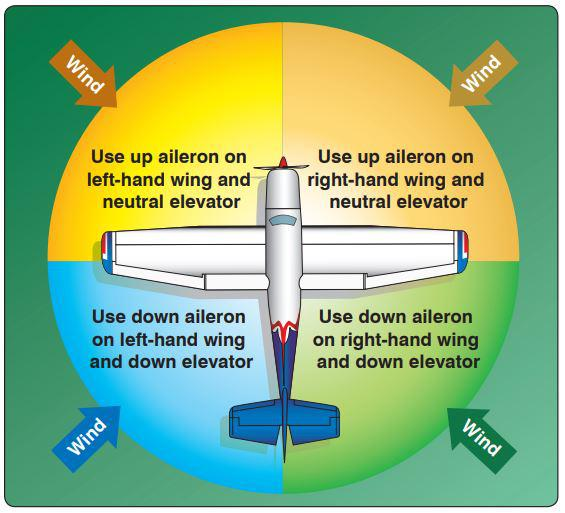 Wind
Wind
Use up aileron on
left-hand wing and
neutral elevator
Use up aileron on
right-hand wing and
neutral elevator
Use down aileron
on left-hand wing
and down elevator
Use down aileron
on right-hand wing
and down elevator
Wind
Wind